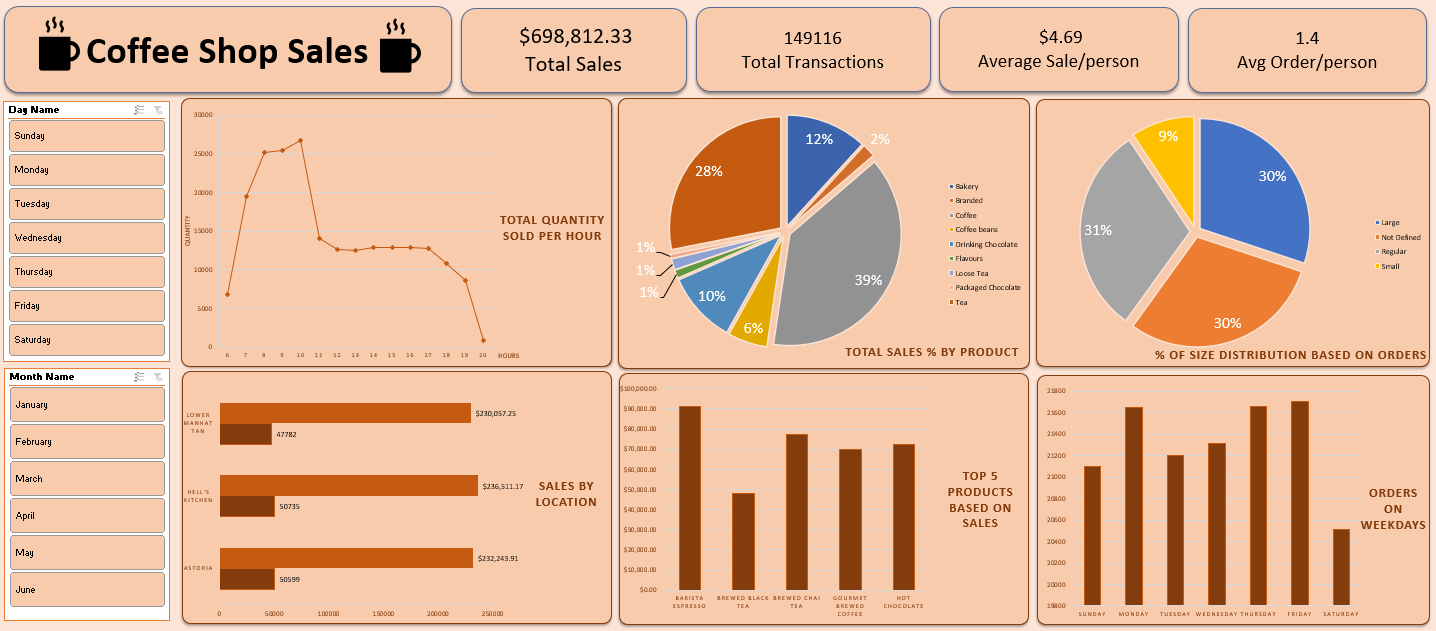 Coffee Shop Sales
$698,812.33
Total Sales
149116
Total Transactions
$4.69
Average Sale/person
1.4
Avg Order/person
Day Name
Sunday
Monday
Tuesday
Wednesday
Thursday
Friday
Saturday
Month Name
January
February
March
April
May
June
30000
25000
20000
15000
10000
5000
0
QUANTITY
6 7 8 9 10 11 12 13 14 15 16 17 18 19 20
HOURS
TOTAL QUANTITY
SOLD PER HOUR
12%
2%
39%
6%
10%
1%
1%
1%
28%
Bakery
Branded
Coffee
Coffee beans
Drinking Chocolate
Flavours
Loose Tea
Packaged Chocolate
Tea
TOTAL SALES % BY PRODUCT
30%
30%
31%
9%
Large
Not Defined
Regular
Small
% OF SIZE DISTRIBUTION BASED ON ORDERS
LOWER
MANHAT
TAN
$230,057.25
47782
HELL'S
KITCHEN
$236,511.17
50735
ASTORIA
$232,243.91
50599
0 50000 100000 150000 200000 250000
SALES BY
LOCATION
$100,000.00
$90,000.00
$80,000.00
$70,000.00
$60,000.00
$50,000.00
$40,000.00
$30,000.00
$20,000.00
$10,000.00
$0.00
BARISTA
ESPRESSO
BREWED BLACK
TEA
BREWED CHAI
TEA
GOURMET
BREWED
COFFEE
HOT
CHOCOLATE
TOP 5
PRODUCTS
BASED ON
SALES
21800
21600
21400
21200
21000
20800
20600
20400
20200
20000
19800
SUNDAY MONDAY TUESDAY WEDNESDAY THURSDAY FRIDAY SATURDAY
ORDERS
ON
WEEKDAYS